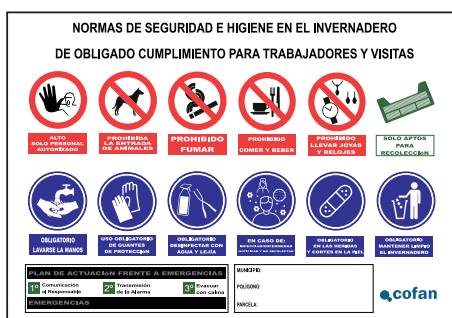 NORMAS DE SEGURIDAD E HIGIENE EN EL INVERNADERO
DE OBLIGADO CUMPLIMIENTO PARA TRABAJADORES Y VISITAS
ALTO
SOLO PERSONAL
AUTORIZADO
PROHIBIDA
LA ENTRADA
DE ANIMALES
PROHIBIDO
FUMAR
PROHIBIDO
COMER Y BEBER
PROHIBIDO
LLEVAR JOYAS
Y RELOJES
SOLO APTOS
PARA
RECOLECCIÓN
OBLIGATORIO
LAVARSE LA MANOS
USO OBLIGATORIO
DE GUANTES
DE PROTECCIÓN
OBLIGATORIO
DESINFECTAR CON
AGUA Y LEJÍA
EN CASO DE:
OBLIGATORIO
EN LAS HERIDAS
Y CORTES EN LA PIEL
OBLIGATORIO
MANTENER LIMPIO
EL INVERNADERO
PLAN DE ACTUACIÓN FRENTE A EMERGENCIAS
1º Comunicación
al Responsable
2º Transmisión
de la Alarma
3º Evacuar
con calma
EMERGENCIAS
MUNICIPIO:
POLÍGONO:
PARCELA:
cofan